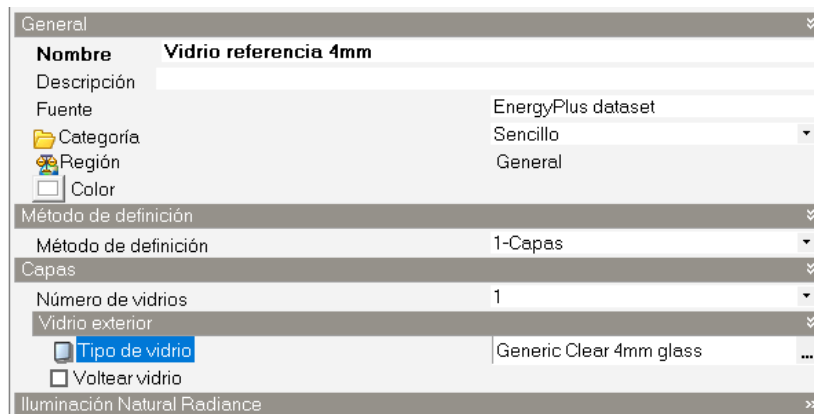 General
Nombre Vidrio referencia 4mm
Descripción
Fuente EnergyPlus dataset
Categoría Sencillo
Región General
Color
Método de definición
Método de definición 1-Capas
Capas
Número de vidrios 1
Vidrio exterior
Tipo de vidrio Generic Clear 4mm glass ...
Voltear vidrio
Iluminación Natural Radiance